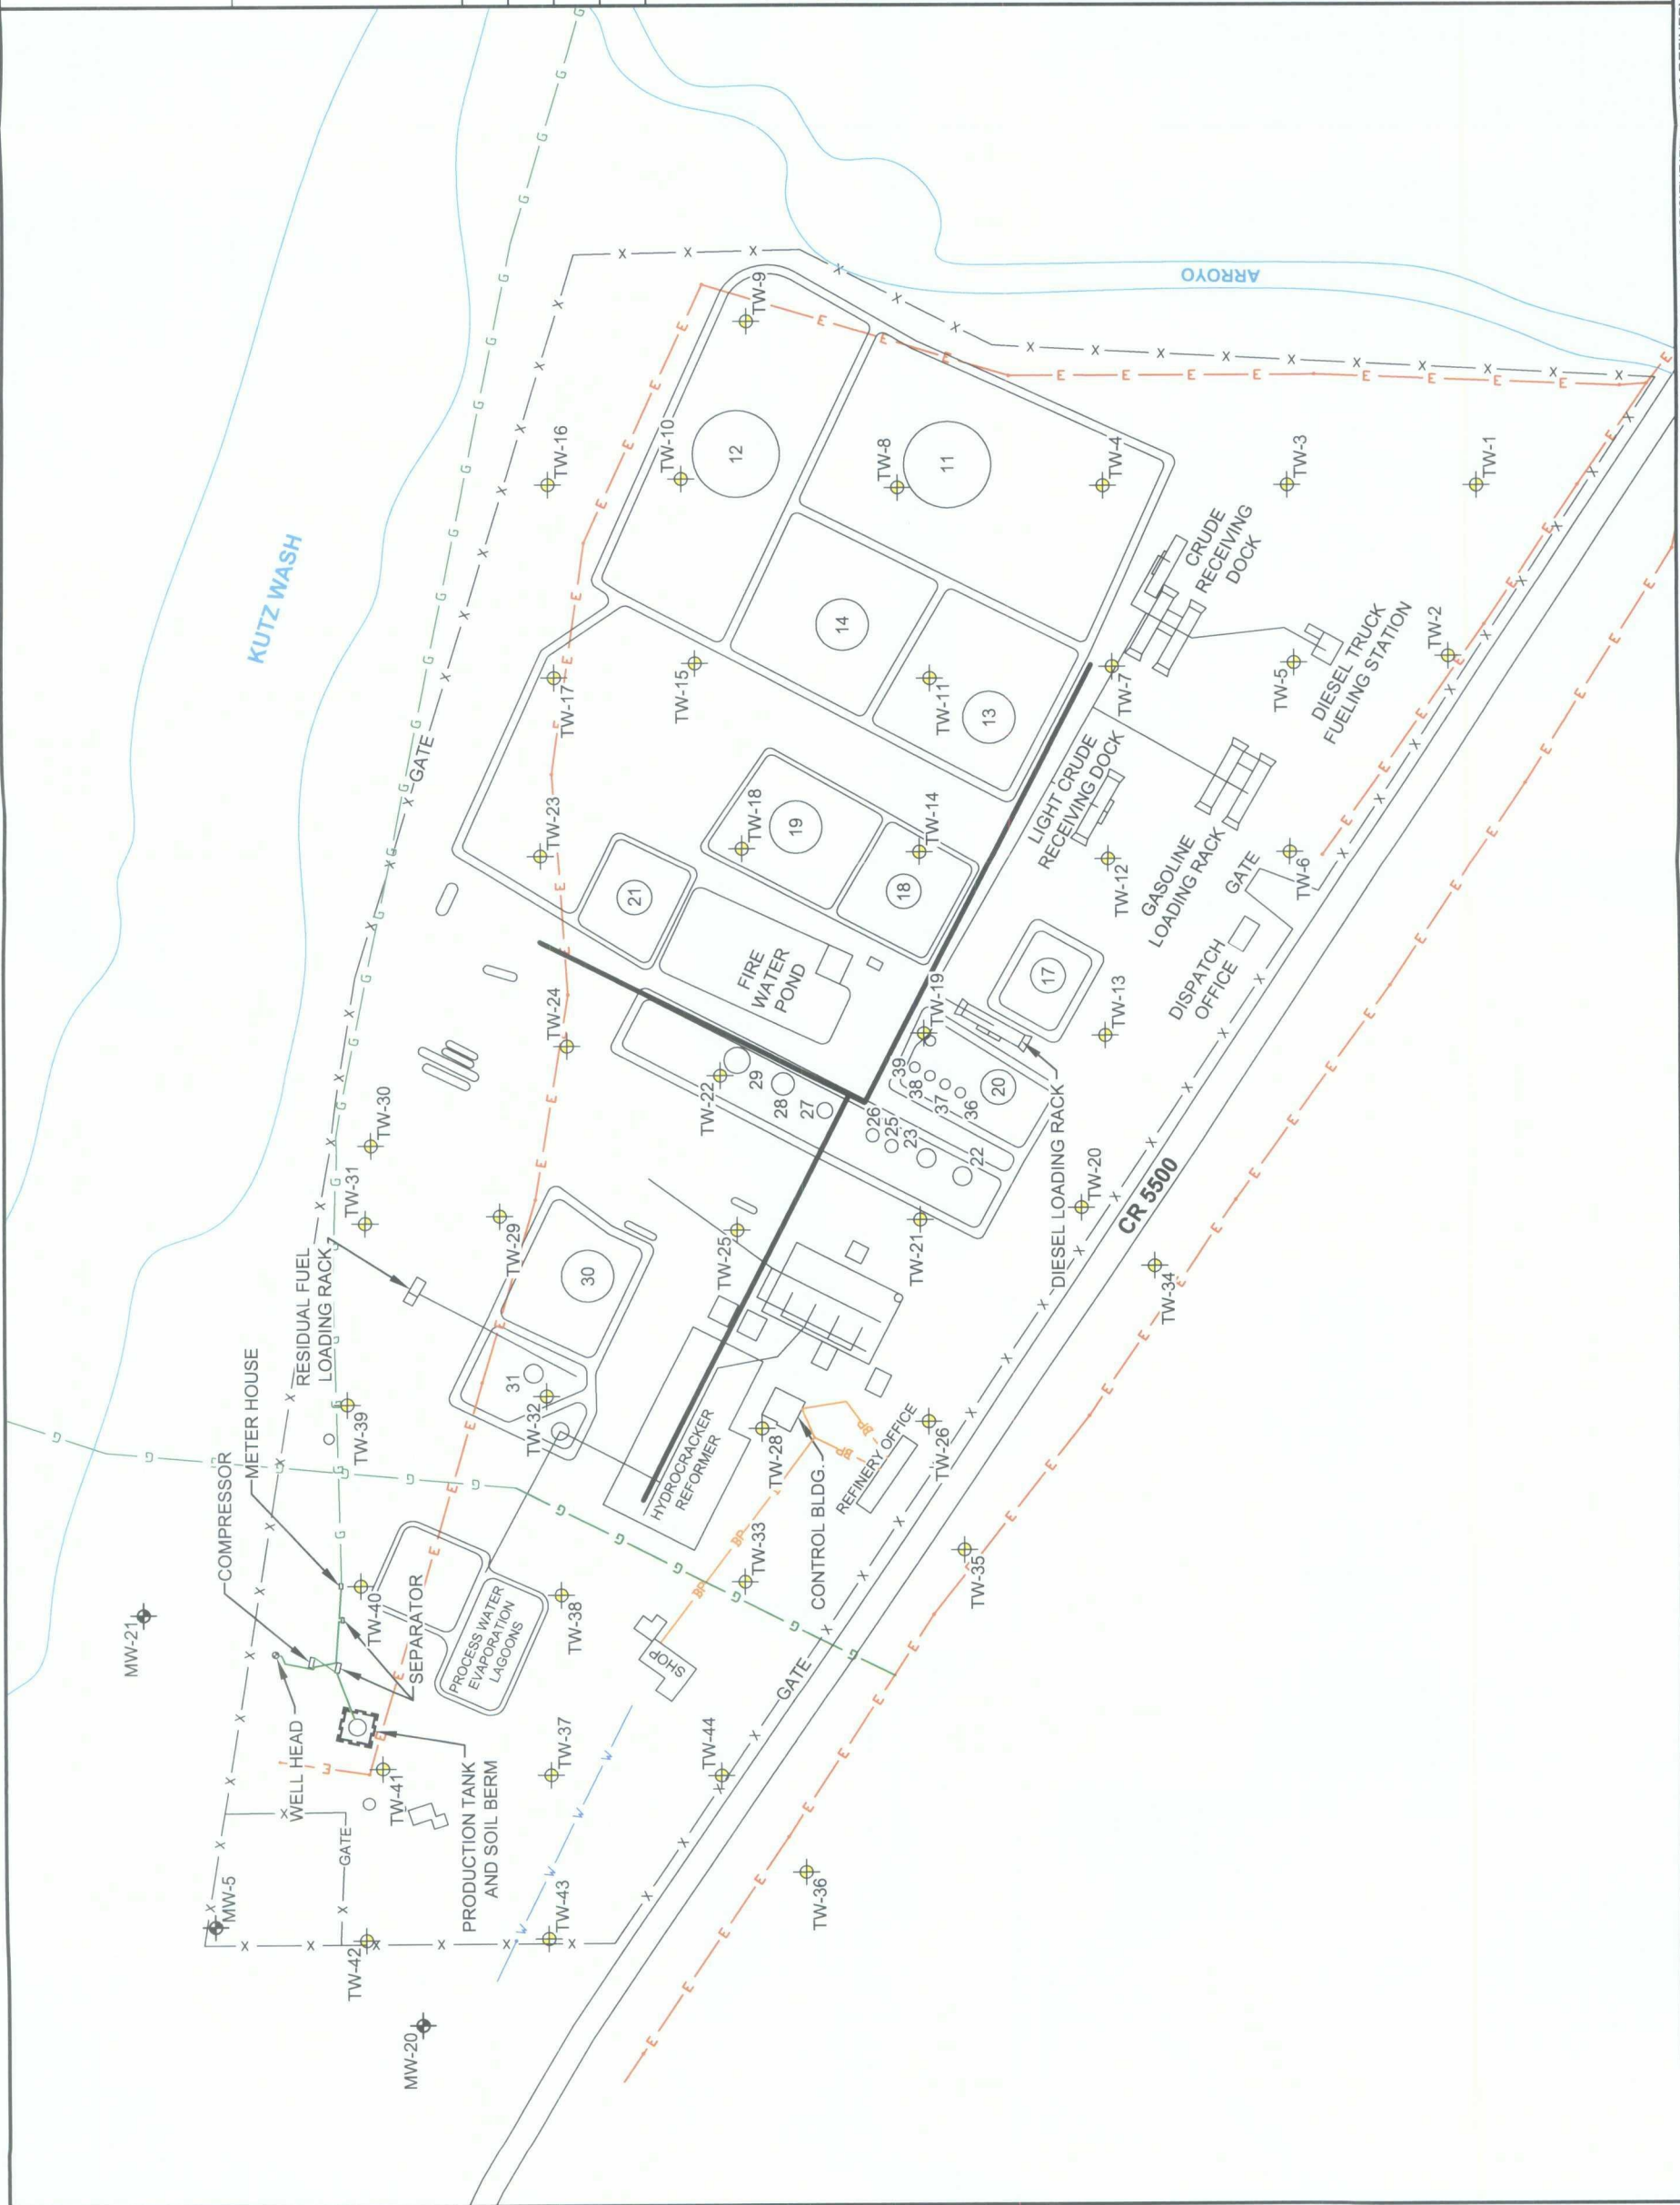 KUTZ WASH
ARROYO
TW-9
TW-16
TW-10
12
TW-8
11
TW-4
TW-3
TW-1
CRUDE
RECEIVING
DOCK
14
TW-17
TW-15
TW-11
13
TW-7
TW-5
TW-2
DIESEL TRUCK
FUELING STATION
GATE
TW-23
TW-18
19
TW-14
18
21
LIGHT CRUDE
RECEIVING DOCK
TW-12
GASOLINE
LOADING RACK
GATE
TW-6
DISPATCH
OFFICE
FIRE
WATER
POND
17
TW-13
TW-19
TW-24
TW-22
29
28
27
26
25
23
22
39
38
37
36
20
DIESEL LOADING RACK
TW-20
TW-21
CR 5500
TW-34
TW-30
TW-31
TW-29
30
TW-25
RESIDUAL FUEL
LOADING RACK
31
TW-32
HYDROCRACKER
REFORMER
TW-28
CONTROL BLDG.
REFINERY OFFICE
TW-26
TW-35
TW-33
TW-39
METER HOUSE
COMPRESSOR
TW-40
SEPARATOR
PROCESS WATER
EVAPORATION
LAGOONS
TW-38
SHOP
GATE
MW-21
WELL HEAD
TW-41
PRODUCTION TANK
AND SOIL BERM
TW-37
TW-44
TW-36
GATE
MW-5
TW-42
TW-43
MW-20